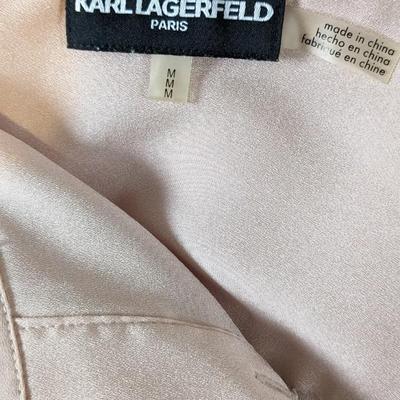 KARL LAGERFELD
PARIS
M
M
M
made in china
hecho en china
fabriqué en chine